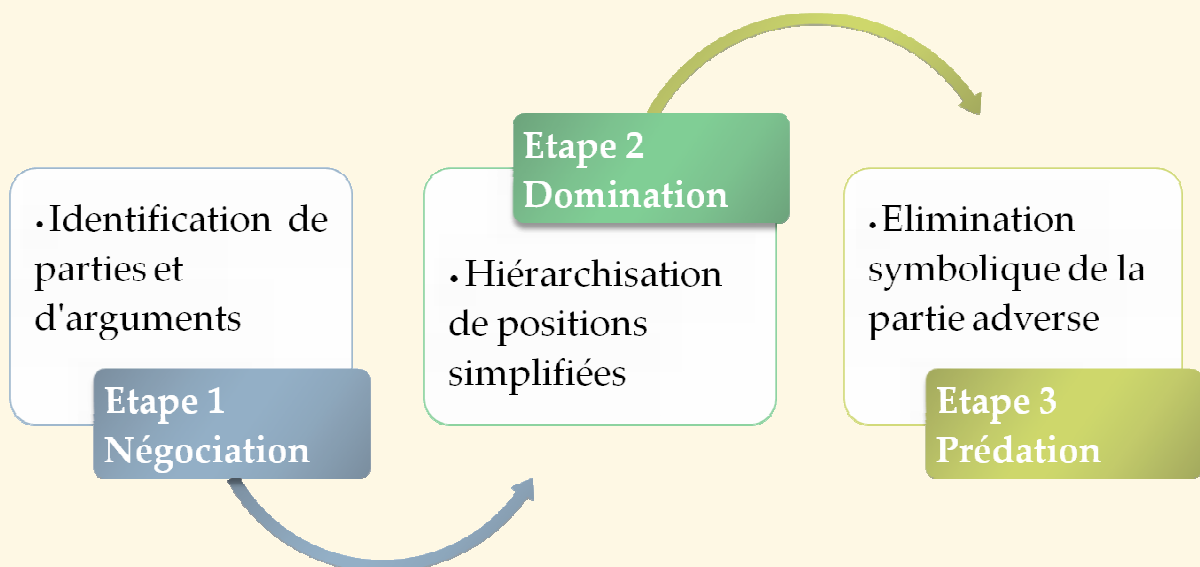 ·Identification de
parties et
d'arguments
Etape 1
Négociation
Etape 2
Domination
·Hiérarchisation
de positions
simplifiées
·Elimination
symbolique de la
partie adverse
Etape 3
Prédation